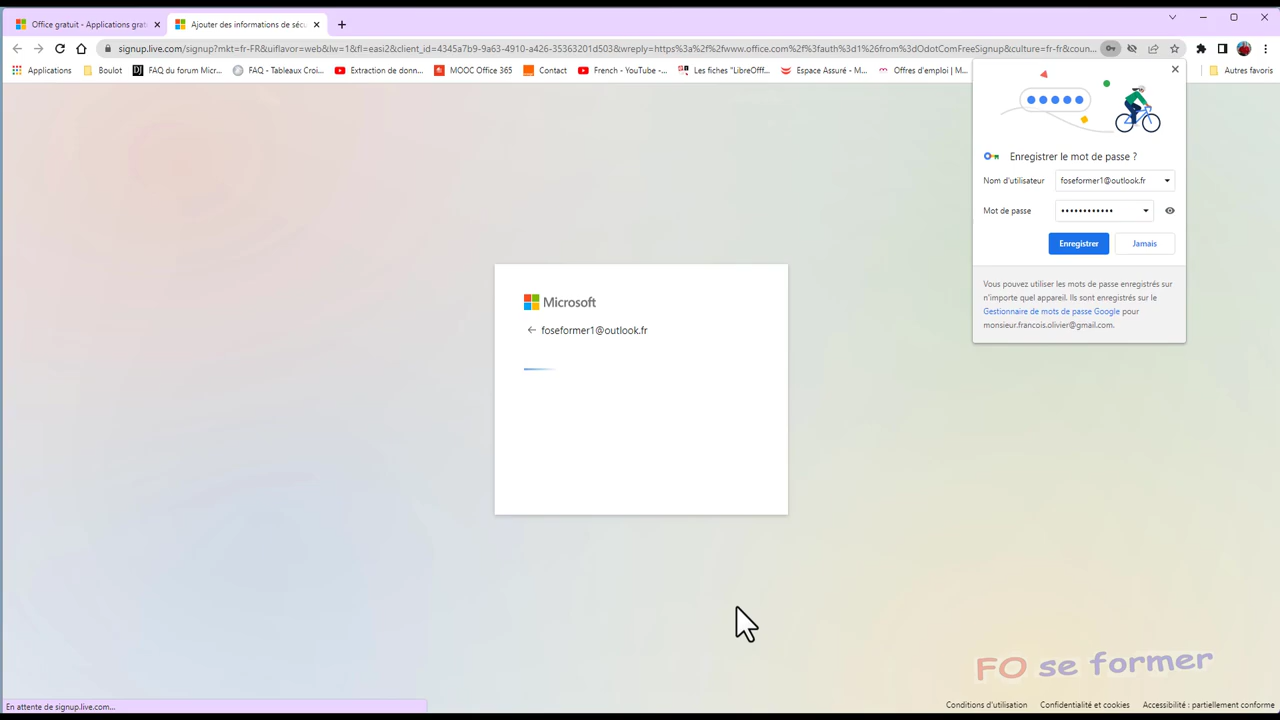 Office gratuit - Applications grat
Ajouter des informations de séc
signup.live.com/signup?mkt=fr-FR&uiflavor=web&lw=1&fl=easi2&client_id=4345a7b9-9a63-4910-a426-35363201d503&wreply=https%3a%2f%2fwww.office.com%2f%3fauth%3d1%26from%3dOdotComFreeSignup&culture=fr-fr&coun...
Applications
Boulot
FAQ du forum Micr...
FAQ - Tableaux Croi...
Extraction de donn...
MOOC Office 365
Contact
French - YouTube -...
Les fiches "LibreOff...
Espace Assuré - M...
Offres d'emploi | M...
Autres favoris
Enregistrer le mot de passe ?
Nom d'utilisateur foseformer1@outlook.fr
Mot de passe ••••••••••••
Enregistrer Jamais
Vous pouvez utiliser les mots de passe enregistrés sur
n'importe quel appareil. Ils sont enregistrés sur le
Gestionnaire de mots de passe Google pour
monsieur.francois.olivier@gmail.com.
Microsoft
← foseformer1@outlook.fr
FO se former
En attente de signup.live.com...
Conditions d'utilisation Confidentialité et cookies Accessibilité : partiellement conforme